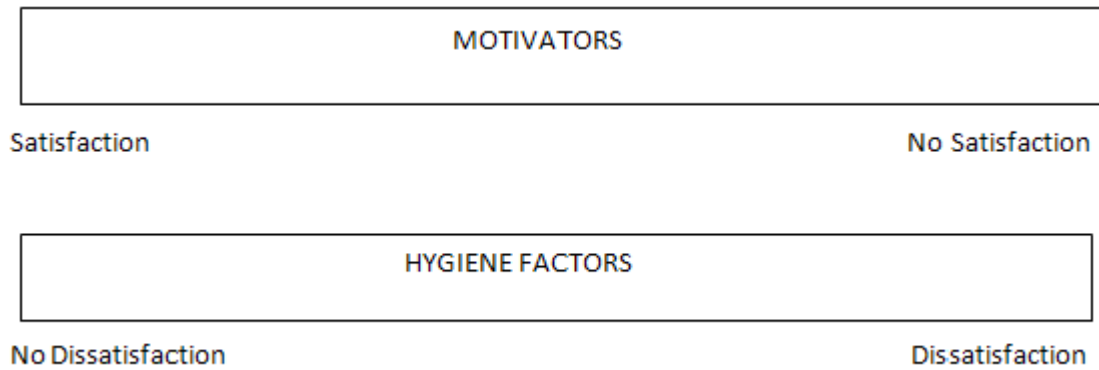 MOTIVATORS
Satisfaction No Satisfaction
HYGIENE FACTORS
No Dissatisfaction Dissatisfaction